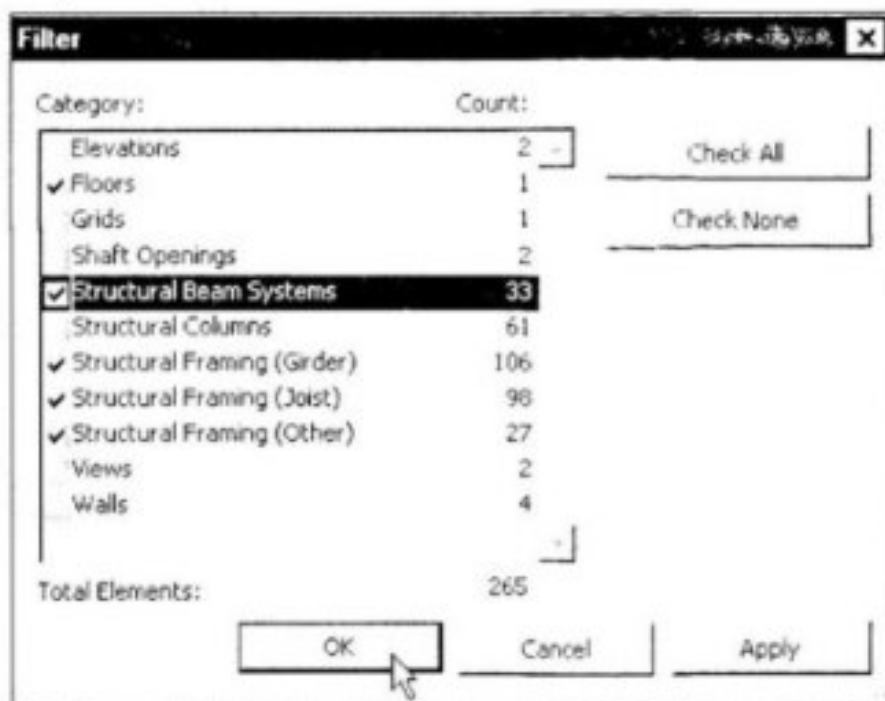 Filter
Category: Count:
Elevations 2
Floors 1
Grids 1
Shaft Openings 2
Structural Beam Systems 33
Structural Columns 61
Structural Framing (Girder) 106
Structural Framing (Joist) 98
Structural Framing (Other) 27
Views 2
Walls 4
Total Elements: 265
Check All
Check None
OK Cancel Apply